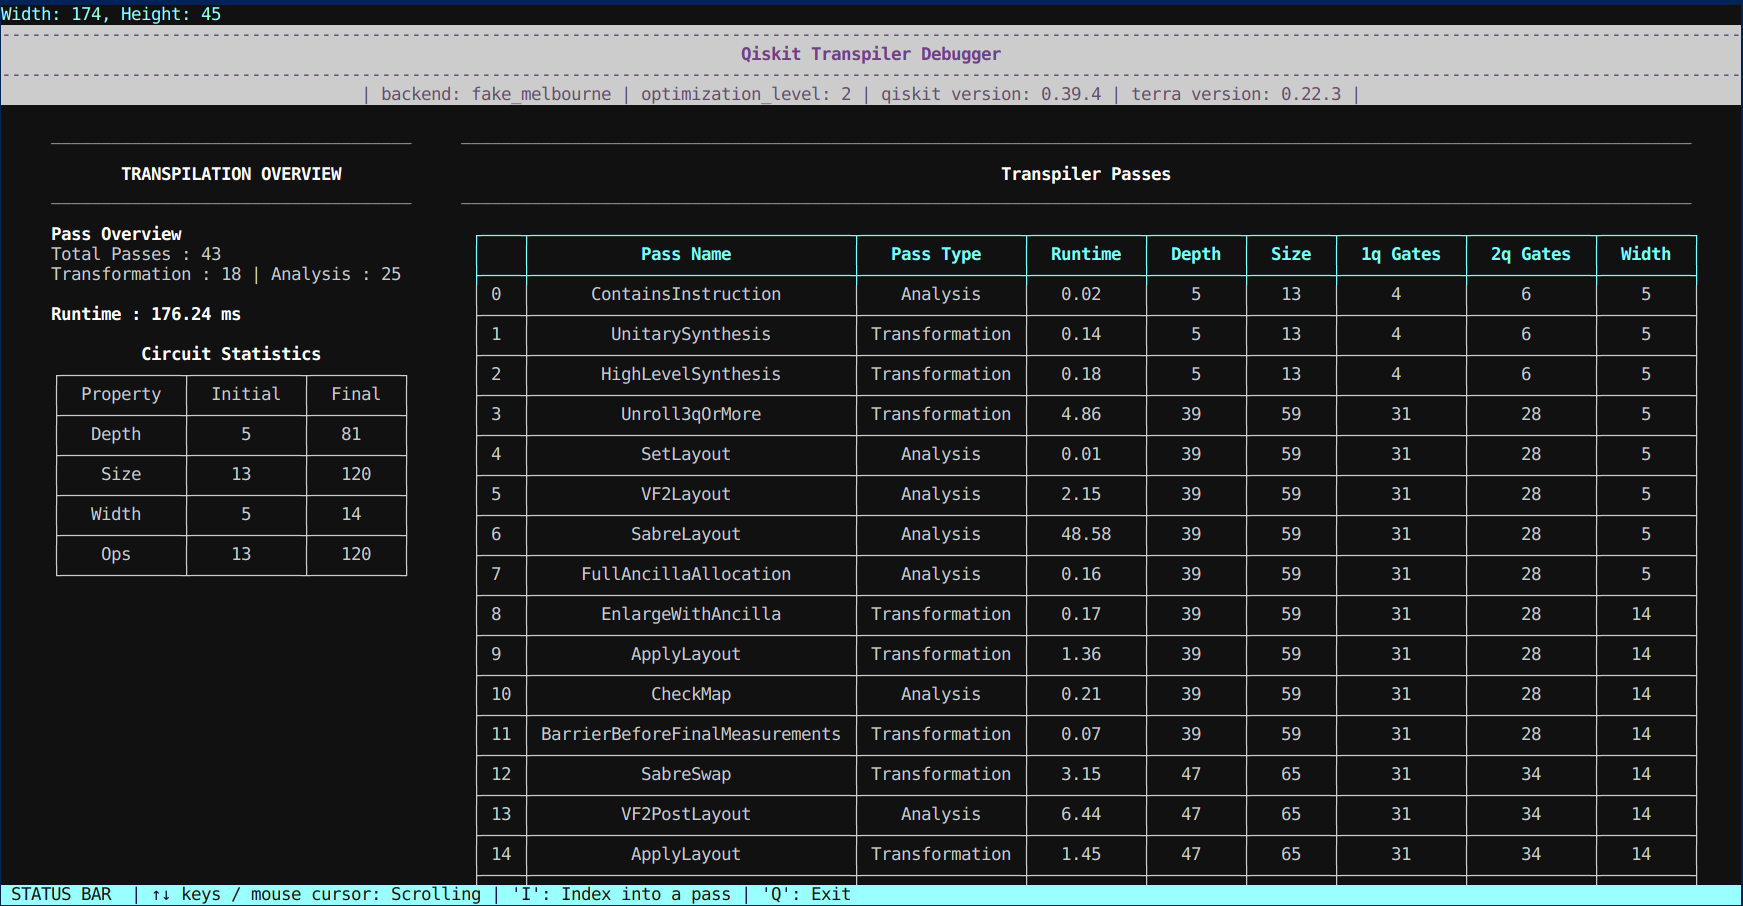 Width: 174, Height: 45
Qiskit Transpiler Debugger
| backend: fake_melbourne | optimization_level: 2 | qiskit version: 0.39.4 | terra version: 0.22.3 |
TRANSPILATION OVERVIEW
Pass Overview
Total Passes : 43
Transformation : 18 | Analysis : 25
Runtime : 176.24 ms
Circuit Statistics
Property Initial Final
Depth 5 81
Size 13 120
Width 5 14
Ops 13 120
Transpiler Passes
Pass Name Pass Type Runtime Depth Size 1q Gates 2q Gates Width
0 ContainsInstruction Analysis 0.02 5 13 4 6 5
1 UnitarySynthesis Transformation 0.14 5 13 4 6 5
2 HighLevelSynthesis Transformation 0.18 5 13 4 6 5
3 Unroll3qOrMore Transformation 4.86 39 59 31 28 5
4 SetLayout Analysis 0.01 39 59 31 28 5
5 VF2Layout Analysis 2.15 39 59 31 28 5
6 SabreLayout Analysis 48.58 39 59 31 28 5
7 FullAncillaAllocation Analysis 0.16 39 59 31 28 5
8 EnlargeWithAncilla Transformation 0.17 39 59 31 28 14
9 ApplyLayout Transformation 1.36 39 59 31 28 14
10 CheckMap Analysis 0.21 39 59 31 28 14
11 BarrierBeforeFinalMeasurements Transformation 0.07 39 59 31 28 14
12 SabreSwap Transformation 3.15 47 65 31 34 14
13 VF2PostLayout Analysis 6.44 47 65 31 34 14
14 ApplyLayout Transformation 1.45 47 65 31 34 14
STATUS BAR | ↑↓ keys / mouse cursor: Scrolling | 'I': Index into a pass | 'Q': Exit